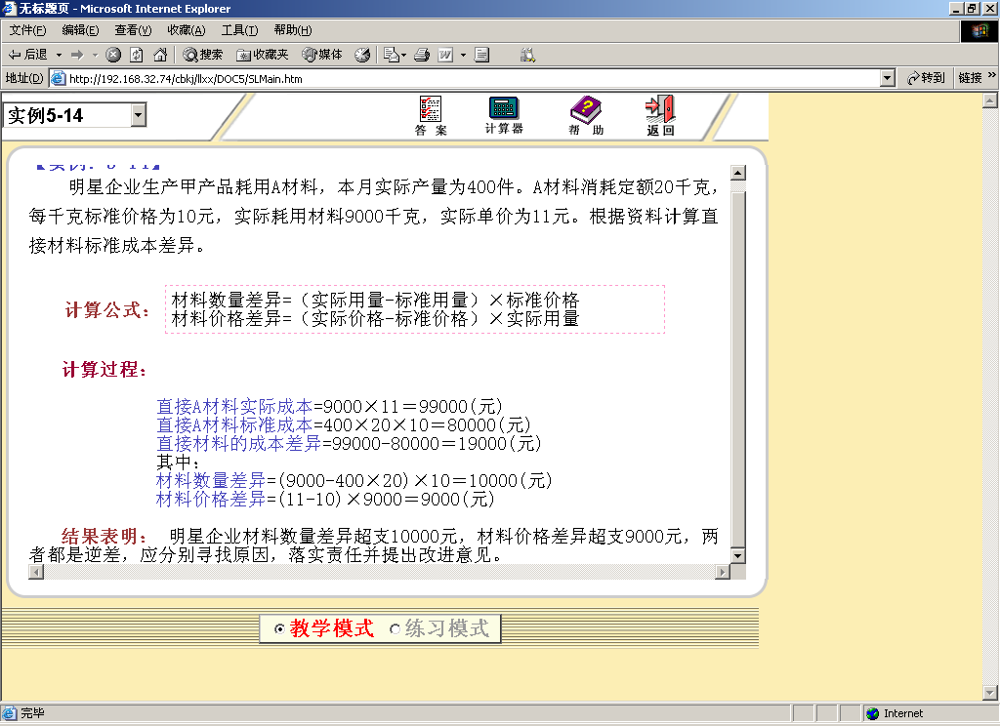 无标题页 - Microsoft Internet Explorer
文件(F) 编辑(E) 查看(V) 收藏(A) 工具(T) 帮助(H)
后退 搜索 收藏夹 媒体
地址(D) http://192.168.32.74/cbkj/llxx/DOC5/SLMain.htm 转到 链接 »
实例5-14 答 案 计算器 帮 助 返 回
明星企业生产甲产品耗用A材料，本月实际产量为400件。A材料消耗定额20千克，
每千克标准价格为10元，实际耗用材料9000千克，实际单价为11元。根据资料计算直
接材料标准成本差异。
计算公式：
材料数量差异=（实际用量-标准用量）×标准价格
材料价格差异=（实际价格-标准价格）×实际用量
计算过程：
直接A材料实际成本=9000×11＝99000(元)
直接A材料标准成本=400×20×10＝80000(元)
直接材料的成本差异=99000-80000＝19000(元)
其中：
材料数量差异=(9000-400×20)×10＝10000(元)
材料价格差异=(11-10)×9000＝9000(元)
结果表明： 明星企业材料数量差异超支10000元，材料价格差异超支9000元，两
者都是逆差，应分别寻找原因，落实责任并提出改进意见。
教学模式 练习模式
完毕 Internet